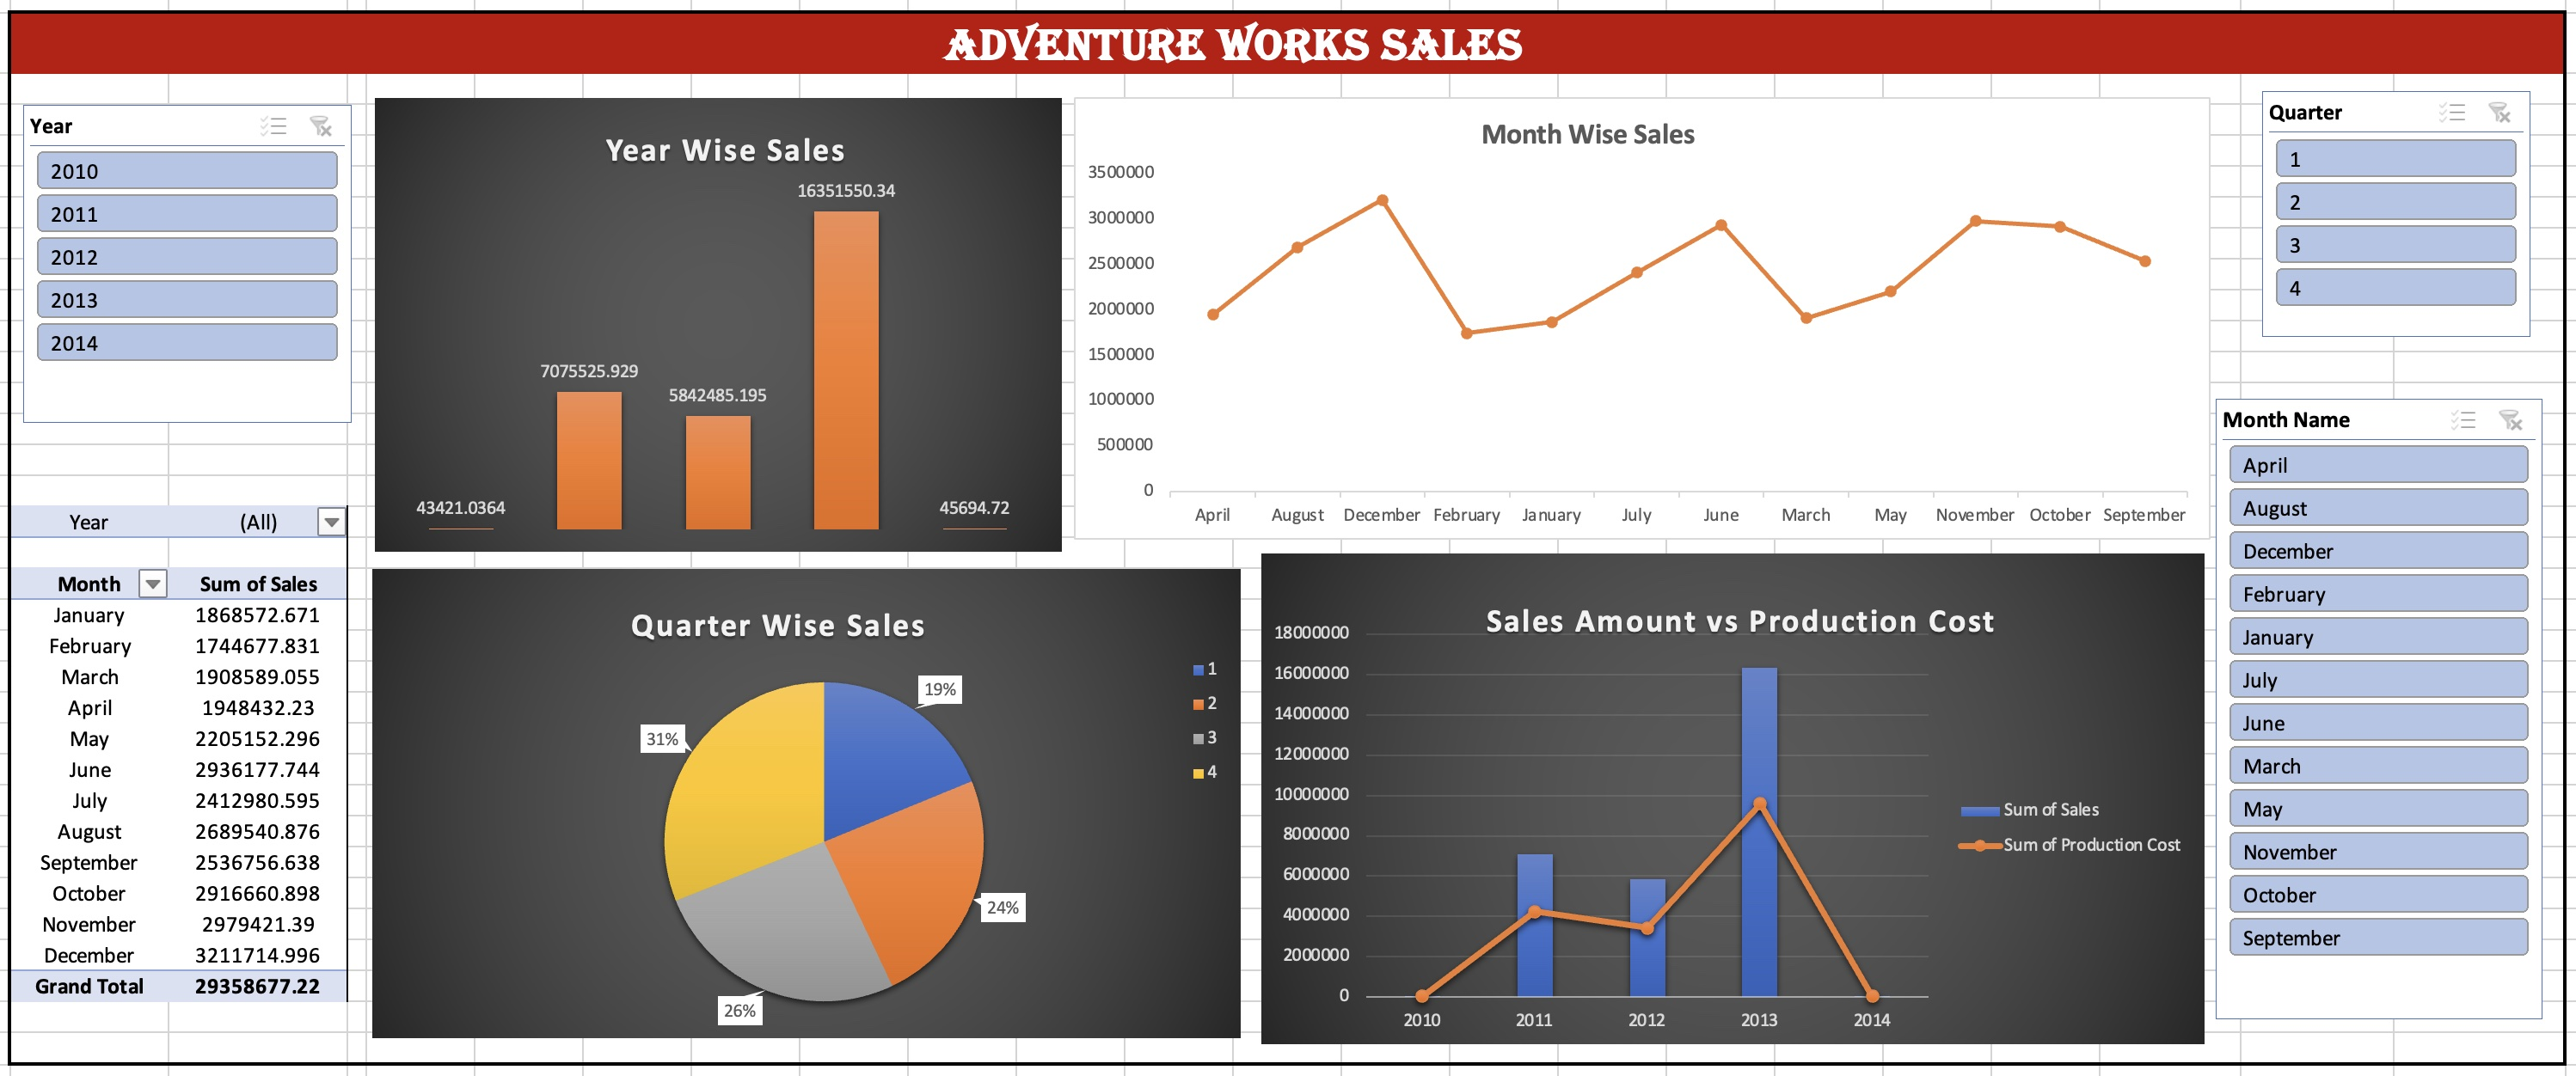 ADVENTURE WORKS SALES
Year
2010
2011
2012
2013
2014
Year (All)
Month Sum of Sales
January 1868572.671
February 1744677.831
March 1908589.055
April 1948432.23
May 2205152.296
June 2936177.744
July 2412980.595
August 2689540.876
September 2536756.638
October 2916660.898
November 2979421.39
December 3211714.996
Grand Total 29358677.22
Year Wise Sales
16351550.34
7075525.929
5842485.195
43421.0364
45694.72
Month Wise Sales
3500000
3000000
2500000
2000000
1500000
1000000
500000
0
April August December February January July June March May November October September
Quarter Wise Sales
19%
31%
24%
26%
1
2
3
4
Sales Amount vs Production Cost
18000000
16000000
14000000
12000000
10000000
8000000
6000000
4000000
2000000
0
2010 2011 2012 2013 2014
Sum of Sales
Sum of Production Cost
Quarter
1
2
3
4
Month Name
April
August
December
February
January
July
June
March
May
November
October
September